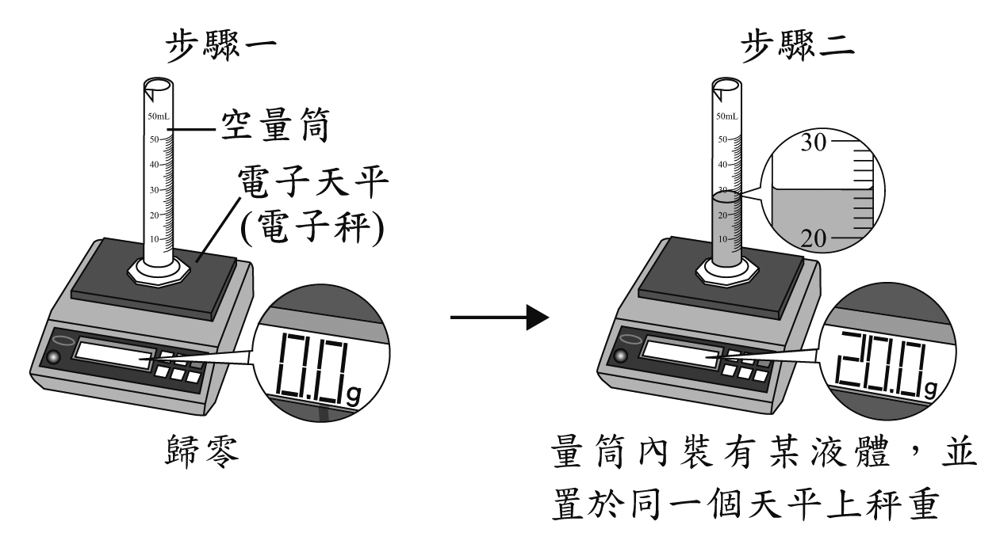 步驟一
50mL
50
40
30
20
10
空量筒
電子天平
(電子秤)
0.0g
歸零
步驟二
50mL
50
40
30
20
10
30
20
20.0g
量筒內裝有某液體，並
置於同一個天平上秤重